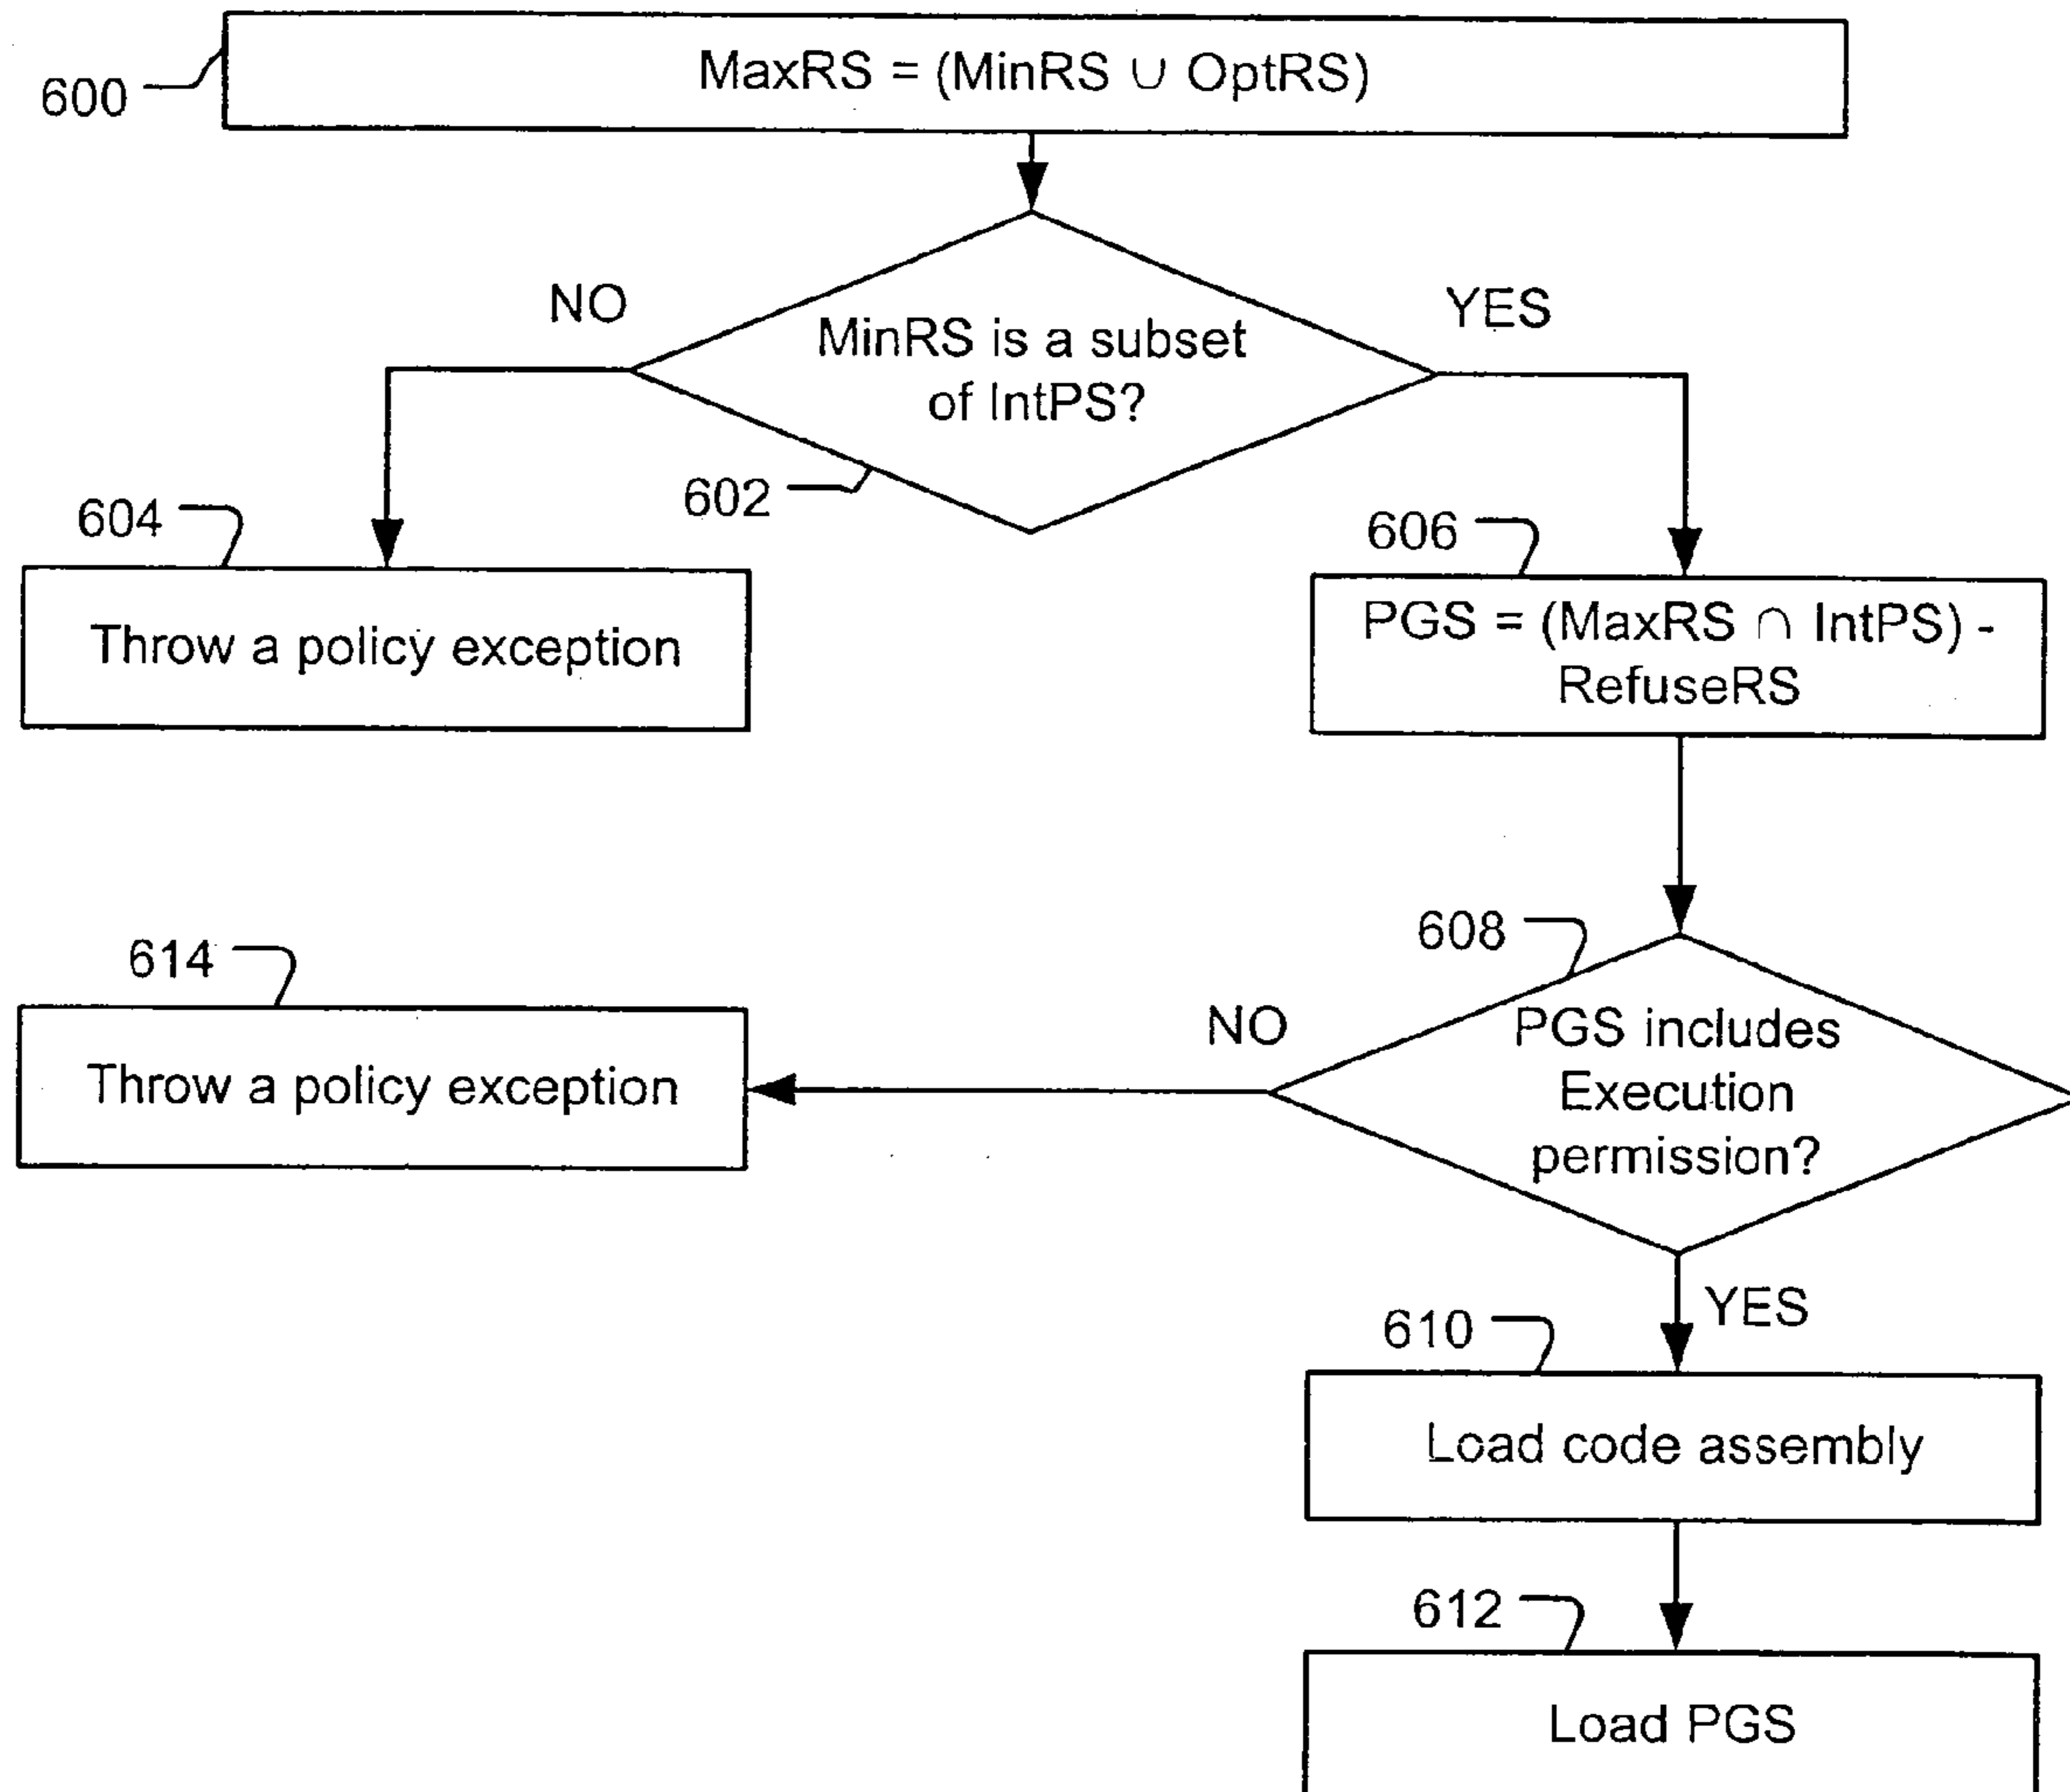 600
MaxRS = (MinRS ∪ OptRS)
NO
YES
MinRS is a subset
of IntPS?
602
604
Throw a policy exception
606
PGS = (MaxRS ∩ IntPS) -
RefuseRS
608
614
NO
PGS includes
Execution
permission?
Throw a policy exception
YES
610
Load code assembly
612
Load PGS